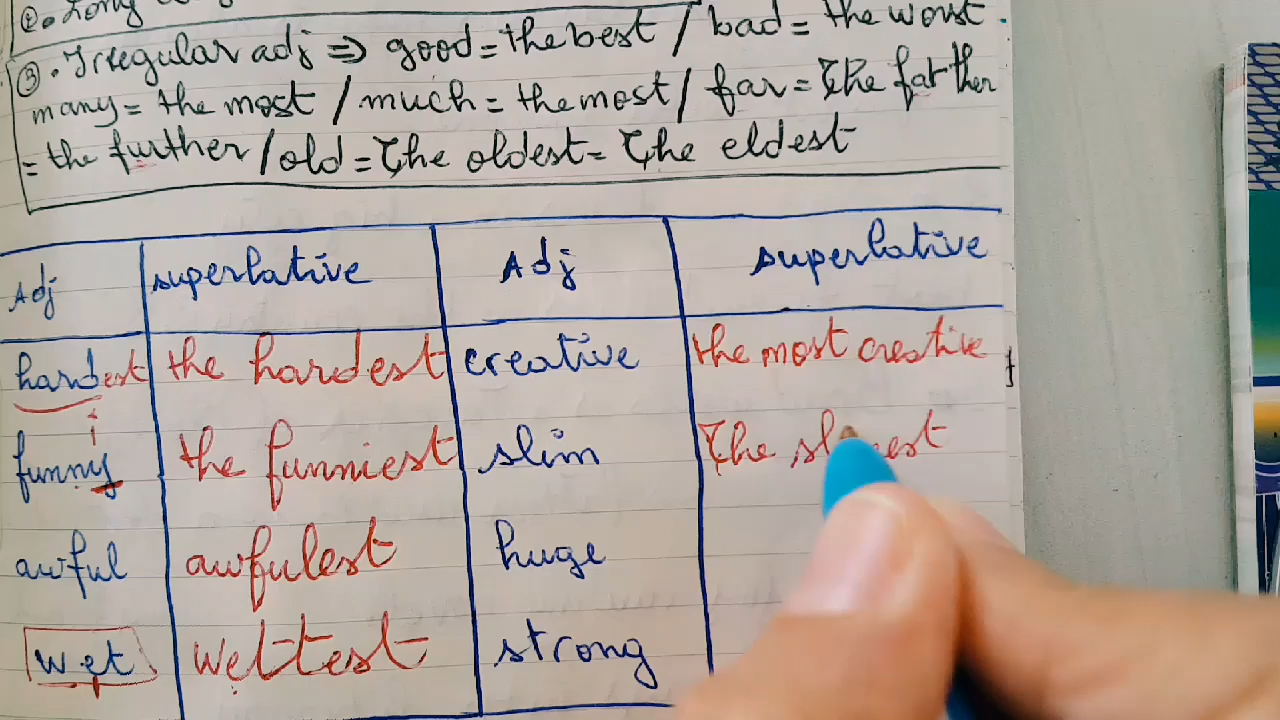 ③. Irregular adj => good = the best / bad = the worst.
many = the most / much = the most / far = The farther
= the further / old = The oldest = The eldest
Adj superlative Adj superlative
hardest the hardest creative the most creative
i
funny the funniest slim The
awful awfulest huge
wet wettest strong